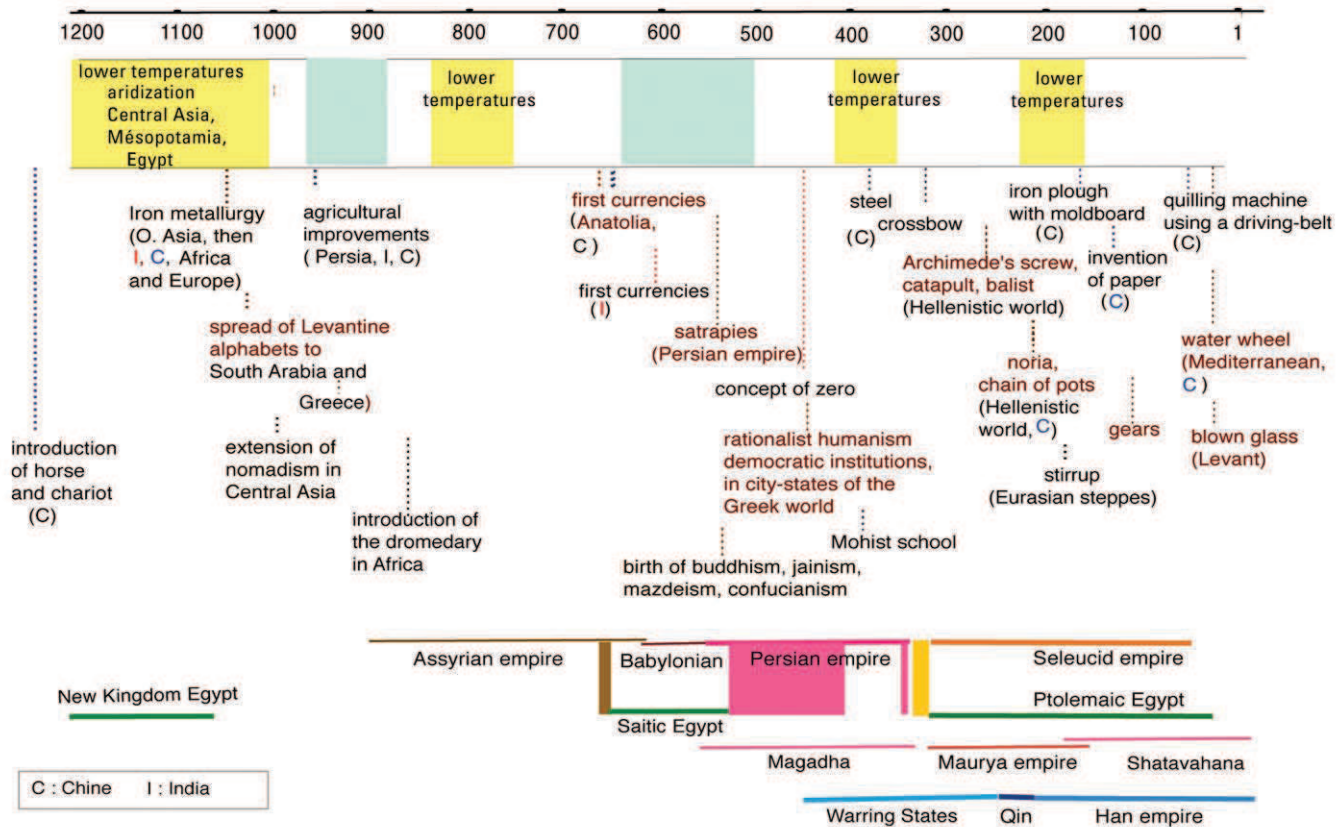 1200 1100 1000 900 800 700 600 500 400 300 200 100 1
lower temperatures
aridization
Central Asia,
Mésopotamia,
Egypt
lower
temperatures
lower
temperatures
lower
temperatures
Iron metallurgy
(O. Asia, then
I, C, Africa
and Europe)
agricultural
improvements
( Persia, I, C)
first currencies
(Anatolia,
C )
first currencies
(I)
steel
(C)
crossbow
iron plough
with moldboard
(C)
quilling machine
using a driving-belt
(C)
Archimede's screw,
catapult, balist
(Hellenistic world)
invention
of paper
(C)
spread of Levantine
alphabets to
South Arabia and
Greece)
satrapies
(Persian empire)
water wheel
(Mediterranean,
C )
noria,
chain of pots
(Hellenistic
world, C )
concept of zero
gears
introduction
of horse
and chariot
(C)
extension of
nomadism in
Central Asia
rationalist humanism
democratic institutions,
in city-states of the
Greek world
blown glass
(Levant)
stirrup
(Eurasian steppes)
introduction of
the dromedary
in Africa
Mohist school
birth of buddhism, jainism,
mazdeism, confucianism
Assyrian empire
Babylonian
Persian empire
Seleucid empire
New Kingdom Egypt
Saitic Egypt
Ptolemaic Egypt
Magadha
Maurya empire
Shatavahana
C : Chine I : India
Warring States
Qin
Han empire